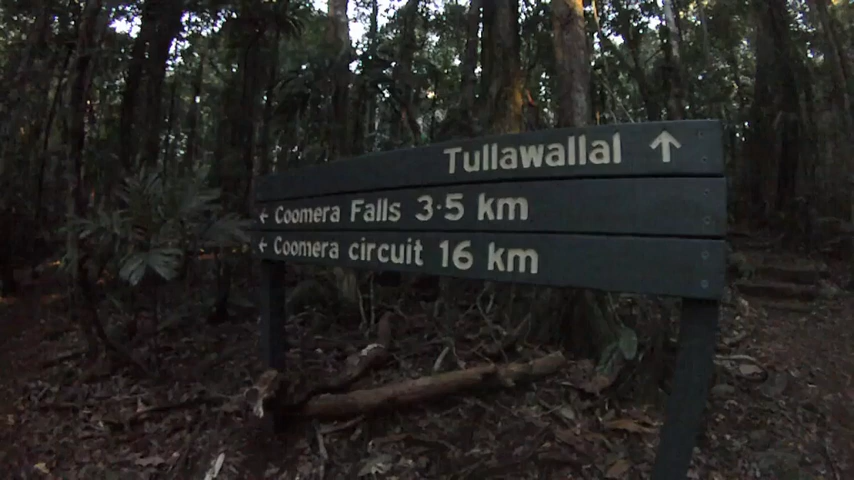 Tullawallal ↑
← Coomera Falls 3·5 km
← Coomera circuit 16 km